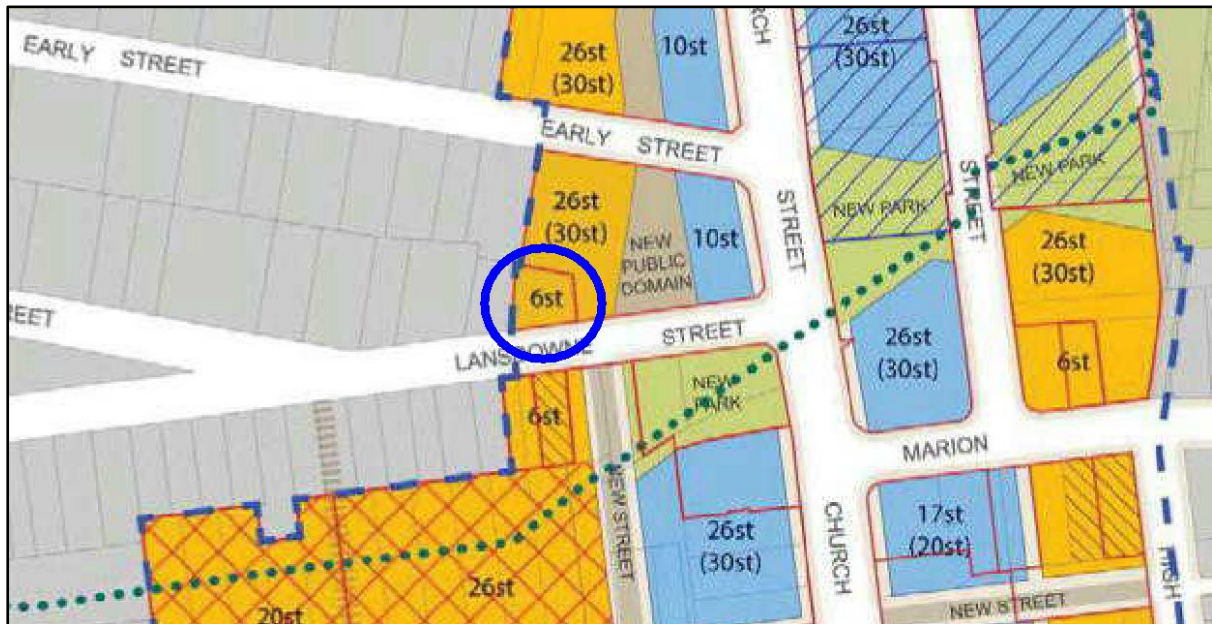 EARLY STREET
26st
(30st)
10st
CHURCH
26st
(30st)
EARLY STREET
STREET
STREET
NEW PARK
NEW PARK
26st
(30st)
NEW
PUBLIC
DOMAIN
10st
26st
(30st)
6st
LANSDOWNE STREET
26st
(30st)
6st
6st
NEW
PARK
MARION
NEW STREET
26st
(30st)
CHURCH
17st
(20st)
26st
20st
NEW STREET